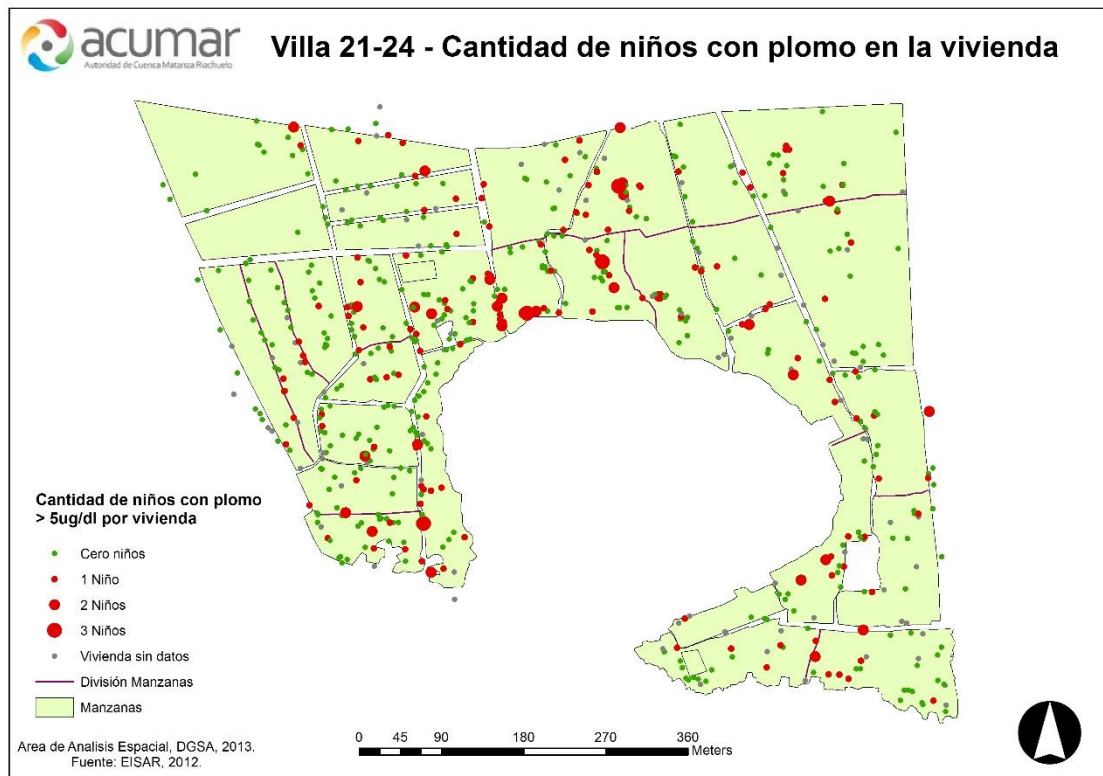 acumar
Autoridad de Cuenca Matanza Riachuelo
Villa 21-24 - Cantidad de niños con plomo en la vivienda
Cantidad de niños con plomo
> 5ug/dl por vivienda
Cero niños
1 Niño
2 Niños
3 Niños
Vivienda sin datos
División Manzanas
Manzanas
Area de Analisis Espacial, DGSA, 2013.
Fuente: EISAR, 2012.
0 45 90 180 270 360
Meters